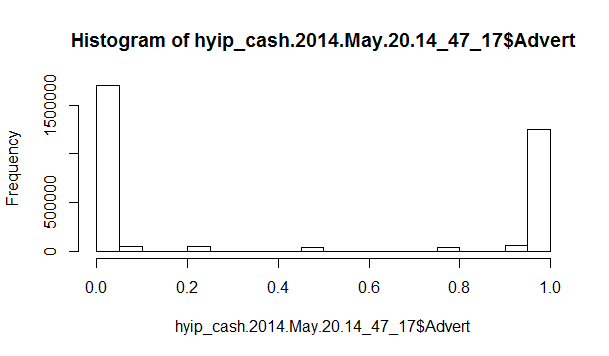 Histogram of hyip_cash.2014.May.20.14_47_17$Advert
Frequency
1500000
500000
0
0.0 0.2 0.4 0.6 0.8 1.0
hyip_cash.2014.May.20.14_47_17$Advert